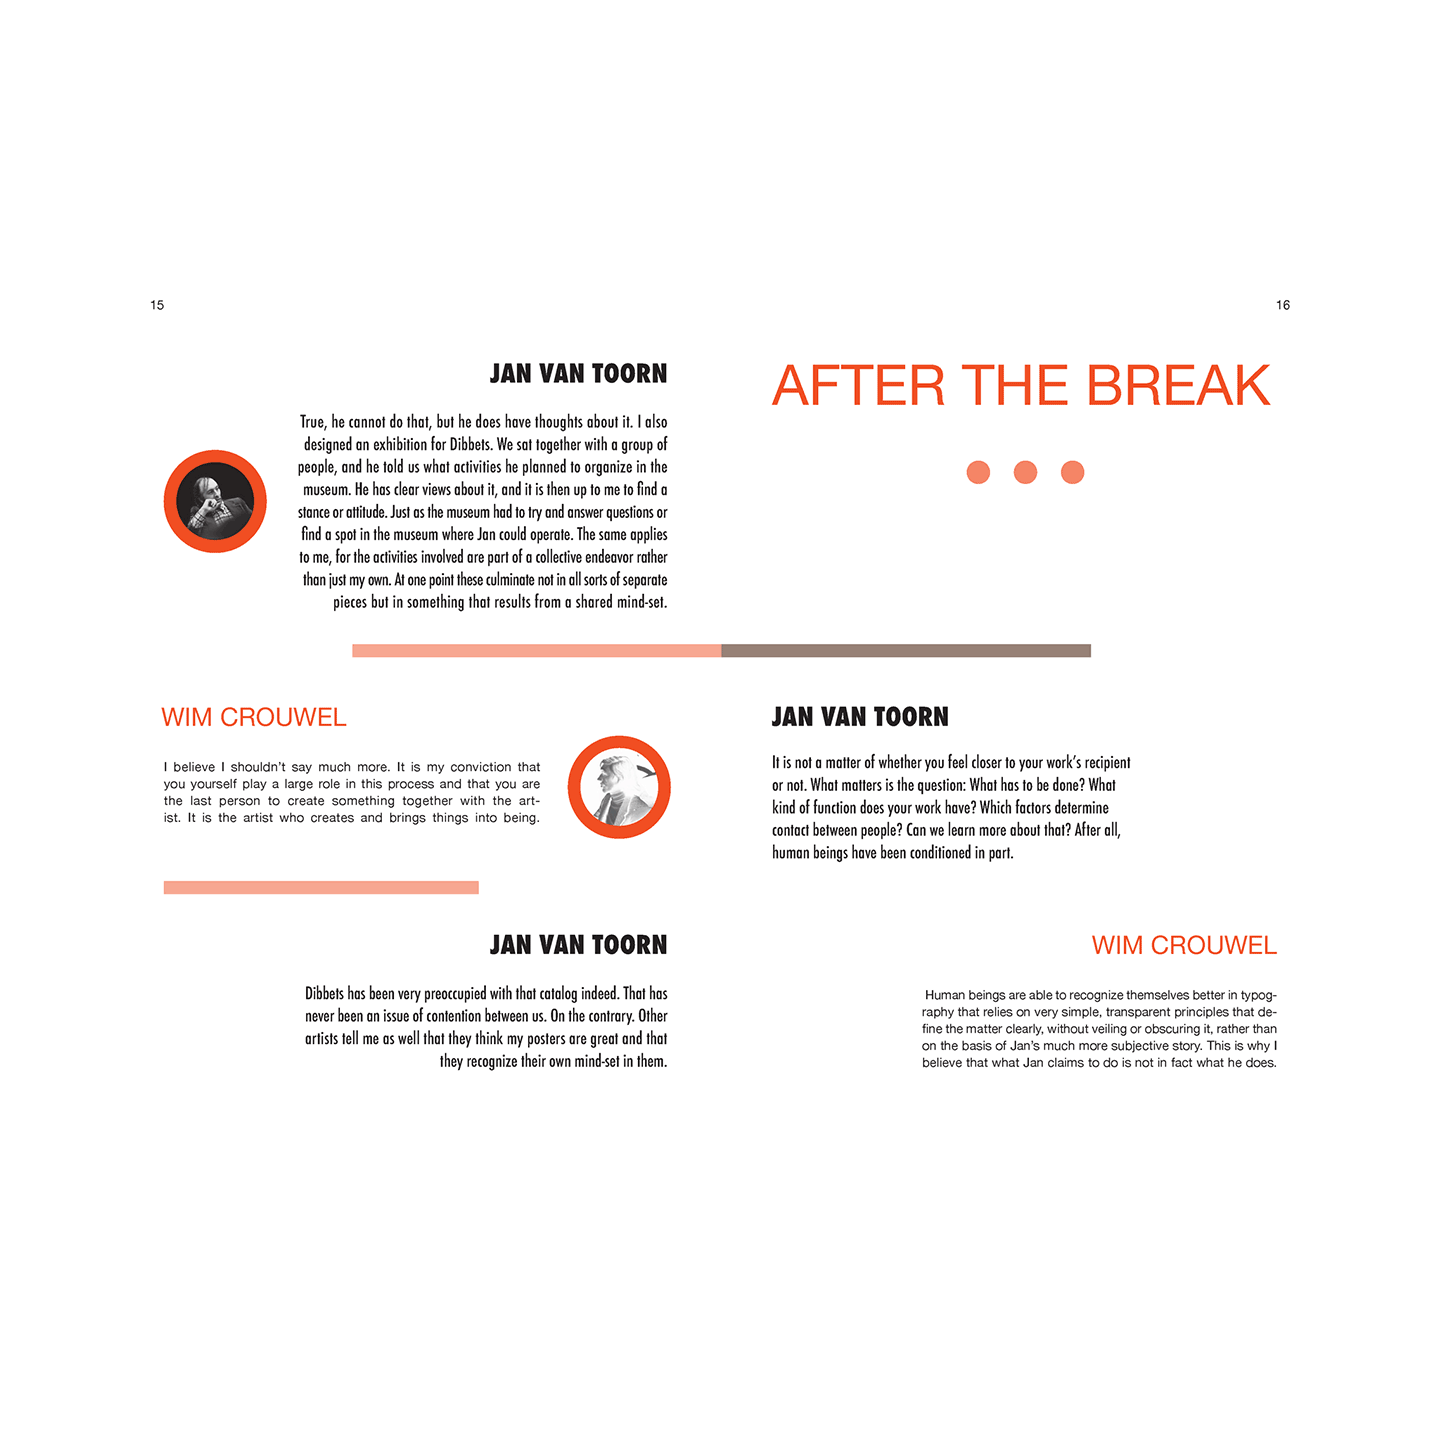 15
JAN VAN TOORN
True, he cannot do that, but he does have thoughts about it. I also
designed an exhibition for Dibbets. We sat together with a group of
people, and he told us what activities he planned to organize in the
museum. He has clear views about it, and it is then up to me to find a
stance or attitude. Just as the museum had to try and answer questions or
find a spot in the museum where Jan could operate. The same applies
to me, for the activities involved are part of a collective endeavor rather
than just my own. At one point these culminate not in all sorts of separate
pieces but in something that results from a shared mind-set.
WIM CROUWEL
I believe I shouldn't say much more. It is my conviction that
you yourself play a large role in this process and that you are
the last person to create something together with the art-
ist. It is the artist who creates and brings things into being.
JAN VAN TOORN
Dibbets has been very preoccupied with that catalog indeed. That has
never been an issue of contention between us. On the contrary. Other
artists tell me as well that they think my posters are great and that
they recognize their own mind-set in them.
16
AFTER THE BREAK
JAN VAN TOORN
It is not a matter of whether you feel closer to your work's recipient
or not. What matters is the question: What has to be done? What
kind of function does your work have? Which factors determine
contact between people? Can we learn more about that? After all,
human beings have been conditioned in part.
WIM CROUWEL
Human beings are able to recognize themselves better in typog-
raphy that relies on very simple, transparent principles that de-
fine the matter clearly, without veiling or obscuring it, rather than
on the basis of Jan's much more subjective story. This is why I
believe that what Jan claims to do is not in fact what he does.